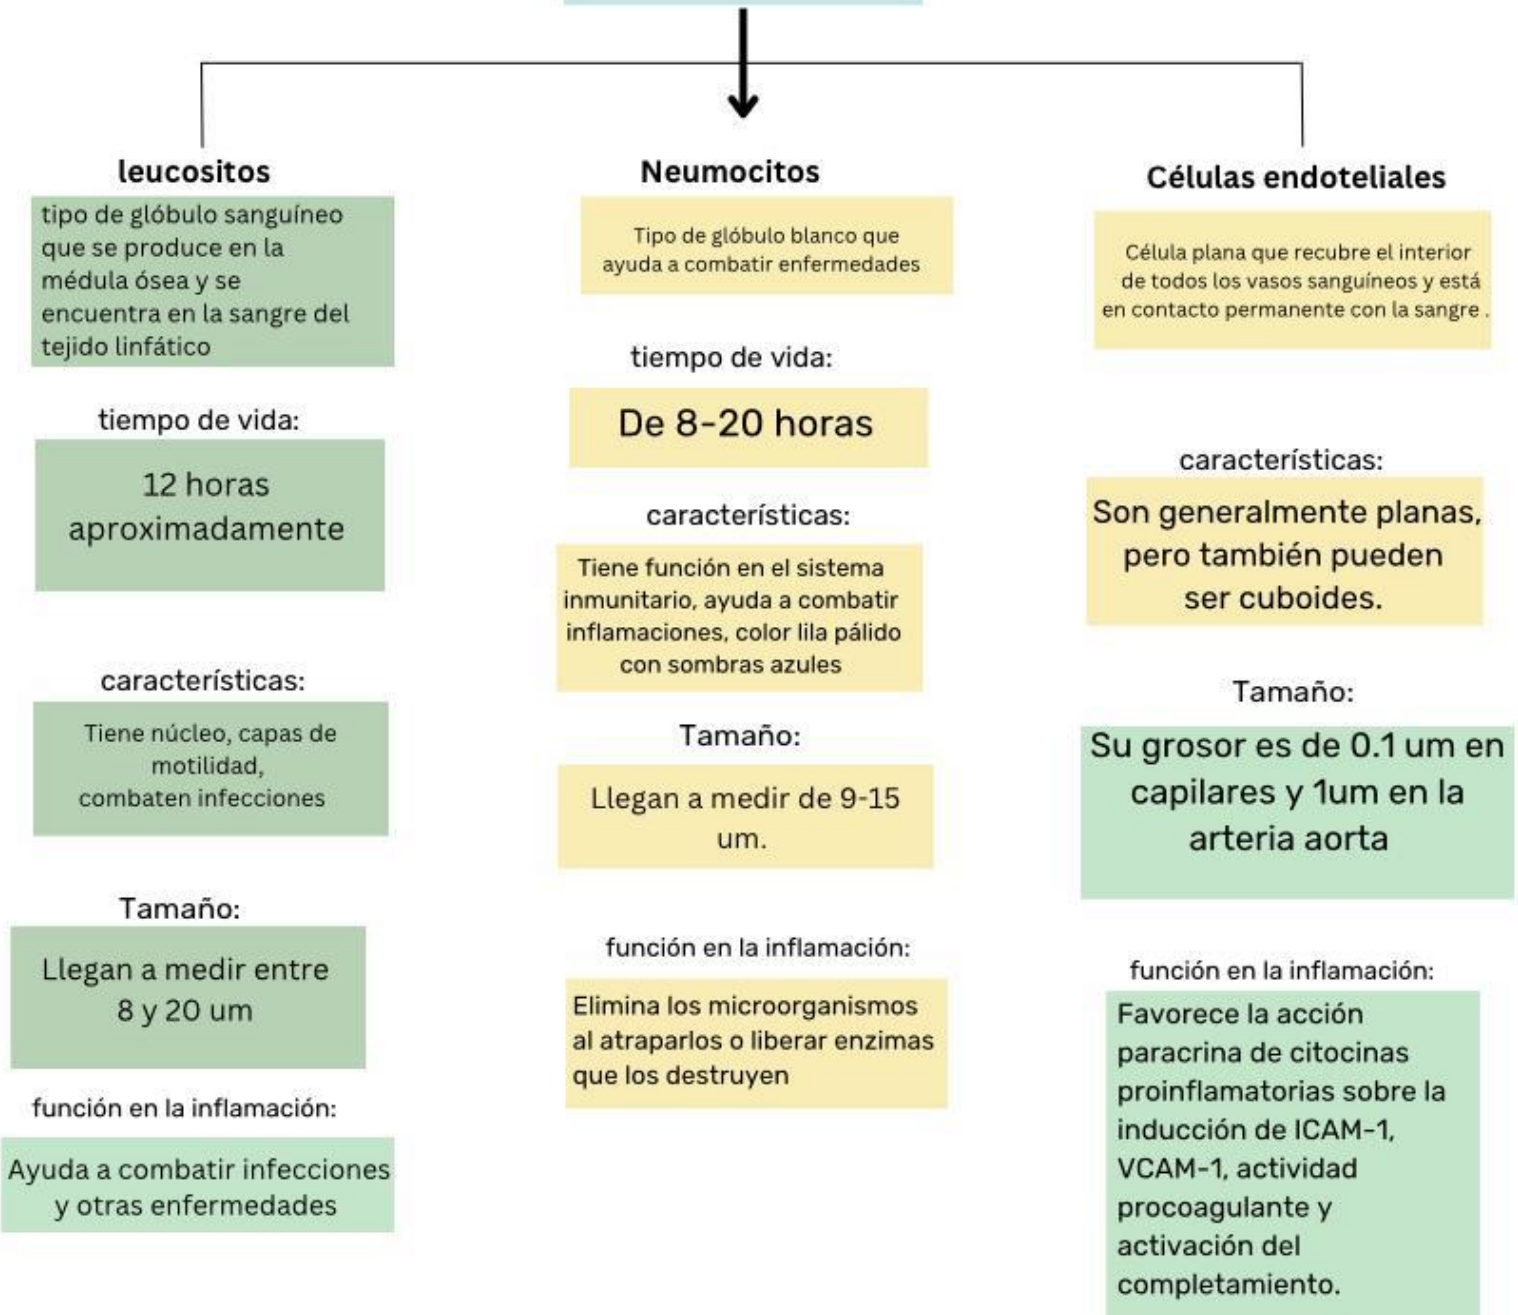 leucositos
tipo de glóbulo sanguíneo
que se produce en la
médula ósea y se
encuentra en la sangre del
tejido linfático
tiempo de vida:
12 horas
aproximadamente
características:
Tiene núcleo, capas de
motilidad,
combaten infecciones
Tamaño:
Llegan a medir entre
8 y 20 um
función en la inflamación:
Ayuda a combatir infecciones
y otras enfermedades
Neumocitos
Tipo de glóbulo blanco que
ayuda a combatir enfermedades
tiempo de vida:
De 8-20 horas
características:
Tiene función en el sistema
inmunitario, ayuda a combatir
inflamaciones, color lila pálido
con sombras azules
Tamaño:
Llegan a medir de 9-15
um.
función en la inflamación:
Elimina los microorganismos
al atraparlos o liberar enzimas
que los destruyen
Células endoteliales
Célula plana que recubre el interior
de todos los vasos sanguíneos y está
en contacto permanente con la sangre .
características:
Son generalmente planas,
pero también pueden
ser cuboides.
Tamaño:
Su grosor es de 0.1 um en
capilares y 1um en la
arteria aorta
función en la inflamación:
Favorece la acción
paracrina de citocinas
proinflamatorias sobre la
inducción de ICAM-1,
VCAM-1, actividad
procoagulante y
activación del
completamiento.